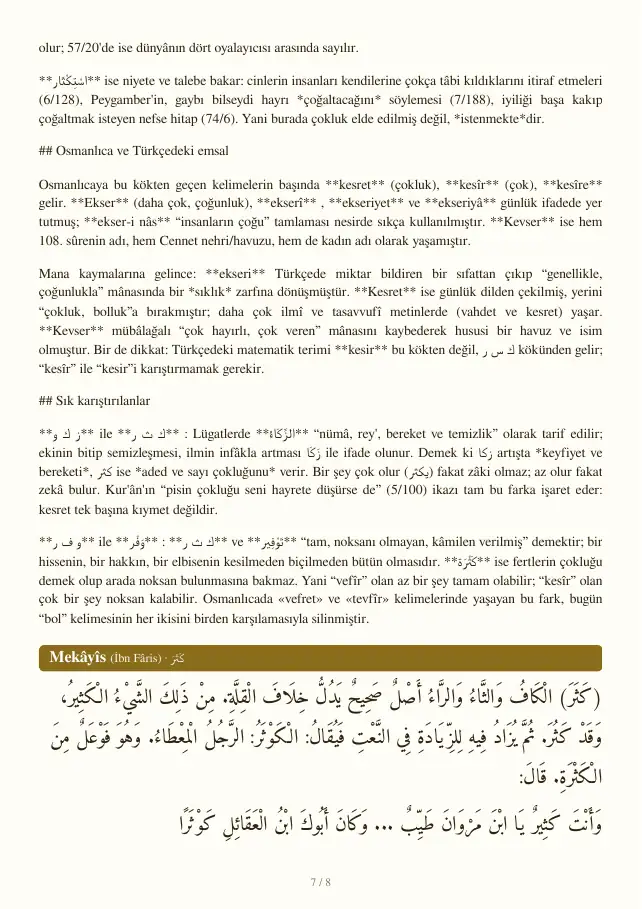 olur; 57/20'de ise dünyânın dört oyalayıcısı arasında sayılır.
**اسْتِكْثَار** ise niyete ve talebe bakar: cinlerin insanları kendilerine çokça tâbi kıldıklarını itiraf etmeleri
(6/128), Peygamber'in, gaybı bilseydi hayrı *çoğaltacağını* söylemesi (7/188), iyiliği başa kakıp
çoğaltmak isteyen nefse hitap (74/6). Yani burada çokluk elde edilmiş değil, *istenmekte*dir.
## Osmanlıca ve Türkçedeki emsal
Osmanlıcaya bu kökten geçen kelimelerin başında **kesret** (çokluk), **kesîr** (çok), **kesîre**
gelir. **Ekser** (daha çok, çoğunluk), **ekserî** , **ekseriyet** ve **ekseriyâ** günlük ifadede yer
tutmuş; **ekser-i nâs** “insanların çoğu” tamlaması nesirde sıkça kullanılmıştır. **Kevser** ise hem
108. sûrenin adı, hem Cennet nehri/havuzu, hem de kadın adı olarak yaşamıştır.
Mana kaymalarına gelince: **ekseri** Türkçede miktar bildiren bir sıfattan çıkıp “genellikle,
çoğunlukla” mânasında bir *sıklık* zarfına dönüşmüştür. **Kesret** ise günlük dilden çekilmiş, yerini
“çokluk, bolluk”a bırakmıştır; daha çok ilmî ve tasavvufî metinlerde (vahdet ve kesret) yaşar.
**Kevser** mübâlağalı “çok hayırlı, çok veren” mânasını kaybederek hususi bir havuz ve isim
olmuştur. Bir de dikkat: Türkçedeki matematik terimi **kesir** bu kökten değil, ك س ر kökünden gelir;
“kesîr” ile “kesir”i karıştırmamak gerekir.
## Sık karıştırılanlar
**ز ك و** ile **ك ث ر** : Lügatlerde **الزَّكَاة** “nümâ, rey', bereket ve temizlik” olarak tarif edilir;
ekinin bitip semizleşmesi, ilmin infâkla artması زَكَا ile ifade olunur. Demek ki زكا artışta *keyfiyet ve
bereketi*, كثر ise *aded ve sayı çokluğunu* verir. Bir şey çok olur (يكثر) fakat zâki olmaz; az olur fakat
zekâ bulur. Kur'ân'ın “pisin çokluğu seni hayrete düşürse de” (5/100) ikazı tam bu farka işaret eder:
kesret tek başına kıymet değildir.
**و ف ر** ile **ك ث ر** : **وَفْر** ve **تَوْفِير** “tam, noksanı olmayan, kâmilen verilmiş” demektir; bir
hissenin, bir hakkın, bir elbisenin kesilmeden biçilmeden bütün olmasıdır. **كَثْرَة** ise fertlerin çokluğu
demek olup arada noksan bulunmasına bakmaz. Yani “vefîr” olan az bir şey tamam olabilir; “kesîr” olan
çok bir şey noksan kalabilir. Osmanlıcada «vefret» ve «tevfîr» kelimelerinde yaşayan bu fark, bugün
“bol” kelimesinin her ikisini birden karşılamasıyla silinmiştir.
Mekâyîs (İbn Fâris) · كَثَرَ
(كَثَرَ) الْكَافُ وَالثَّاءُ وَالرَّاءُ أَصْلٌ صَحِيحٌ يَدُلُّ خِلَافَ الْقِلَّةِ. مِنْ ذَلِكَ الشَّيْءُ الْكَثِيرُ،
وَقَدْ كَثُرَ. ثُمَّ يُزَادُ فِيهِ لِلزِّيَادَةِ فِي النَّعْتِ فَيُقَالُ: الْكَوْثَرُ: الرَّجُلُ الْمِعْطَاءُ. وَهُوَ فَوْعَلٌ مِنَ
الْكَثْرَةِ. قَالَ:
وَأَنْتَ كَثِيرٌ يَا ابْنَ مَرْوَانَ طَيِّبٌ ... وَكَانَ أَبُوكَ ابْنُ الْعَقَائِلِ كَوْثَرًا
7 / 8